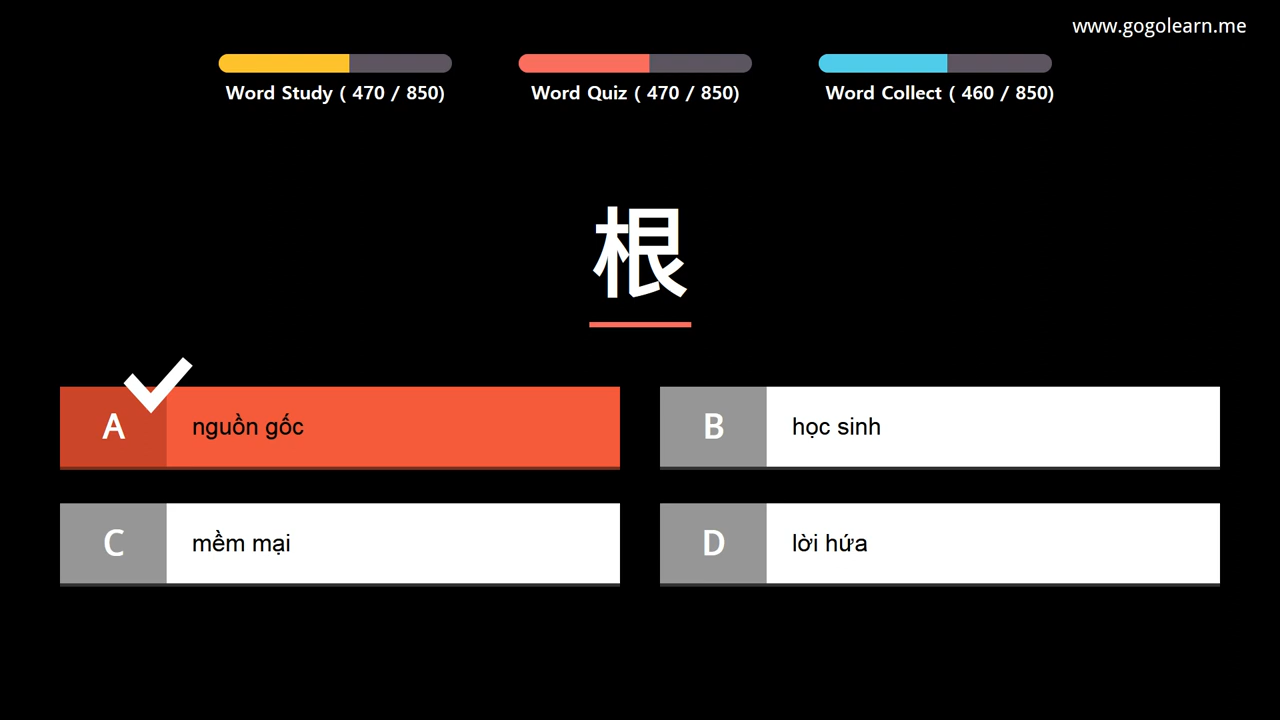 www.gogolearn.me
Word Study ( 470 / 850)
Word Quiz ( 470 / 850)
Word Collect ( 460 / 850)
根
A nguồn gốc
B học sinh
C mềm mại
D lời hứa